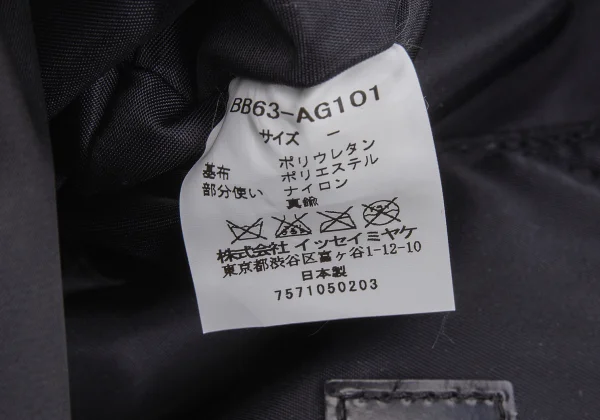 BB63-AG101
サイズ —
基布 ポリウレタン
ポリエステル
部分使い ナイロン
真鍮
株式会社 イッセイミヤケ
東京都渋谷区富ヶ谷1-12-10
日本製
7571050203